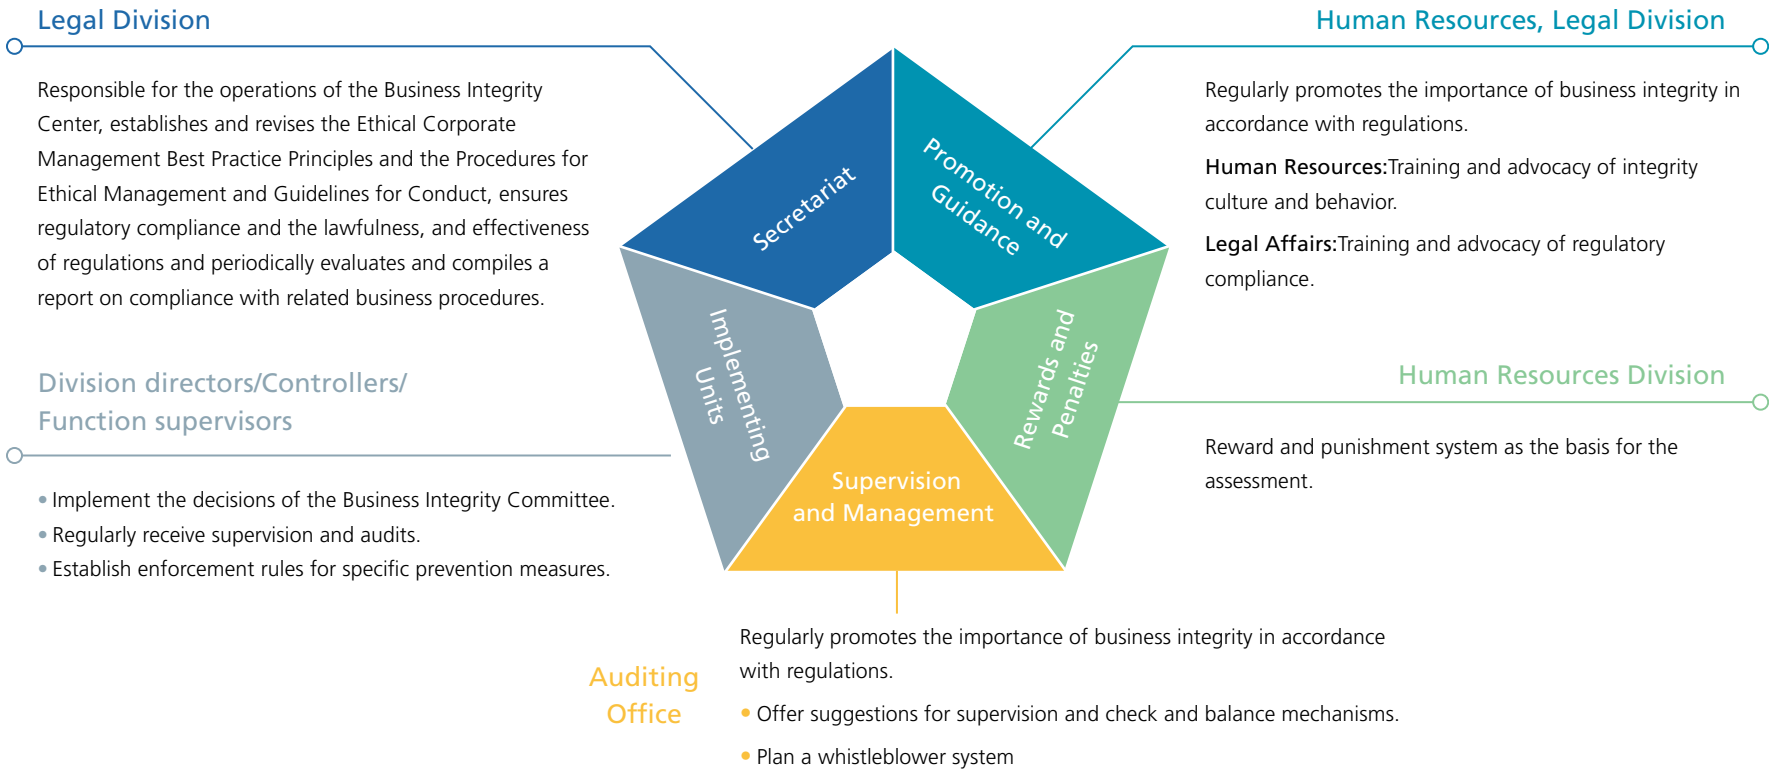 Legal Division
Responsible for the operations of the Business Integrity
Center, establishes and revises the Ethical Corporate
Management Best Practice Principles and the Procedures for
Ethical Management and Guidelines for Conduct, ensures
regulatory compliance and the lawfulness, and effectiveness
of regulations and periodically evaluates and compiles a
report on compliance with related business procedures.
Human Resources, Legal Division
Regularly promotes the importance of business integrity in
accordance with regulations.
Human Resources:Training and advocacy of integrity
culture and behavior.
Legal Affairs:Training and advocacy of regulatory
compliance.
Secretariat
Promotion and
Guidance
Implementing
Units
Rewards and
Penalties
Supervision
and Management
Division directors/Controllers/
Function supervisors
• Implement the decisions of the Business Integrity Committee.
• Regularly receive supervision and audits.
• Establish enforcement rules for specific prevention measures.
Human Resources Division
Reward and punishment system as the basis for the
assessment.
Auditing
Office
Regularly promotes the importance of business integrity in accordance
with regulations.
• Offer suggestions for supervision and check and balance mechanisms.
• Plan a whistleblower system